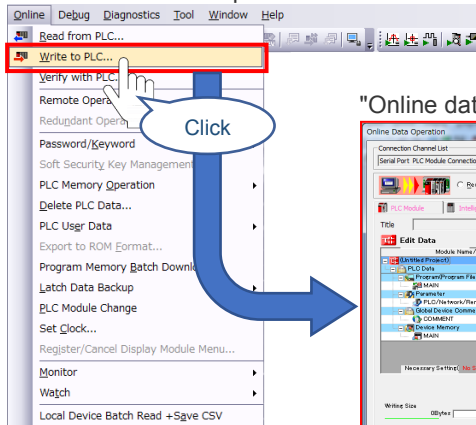 Online Debug Diagnostics Tool Window Help
Read from PLC...
Write to PLC...
Verify with PLC...
Remote Opera
Redundant Opera
Click
Password/Keyword
Soft Security Key Management
PLC Memory Operation
Delete PLC Data...
PLC User Data
Export to ROM Format...
Program Memory Batch Downlo
Latch Data Backup
PLC Module Change
Set Clock...
Register/Cancel Display Module Menu...
Monitor
Watch
Local Device Batch Read +Save CSV
"Online dat
Online Data Operation
Connection Channel List
Serial Port PLC Module Connectio
PLC Module Intellig
Title
Edit Data
Module Name/
(Untitled Project)
PLC Data
Program(Program File
MAIN
Parameter
PLC/Network/Rem
Global Device Comme
COMMENT
Device Memory
MAIN
Necessary Setting( No S
Writing Size
0Bytes